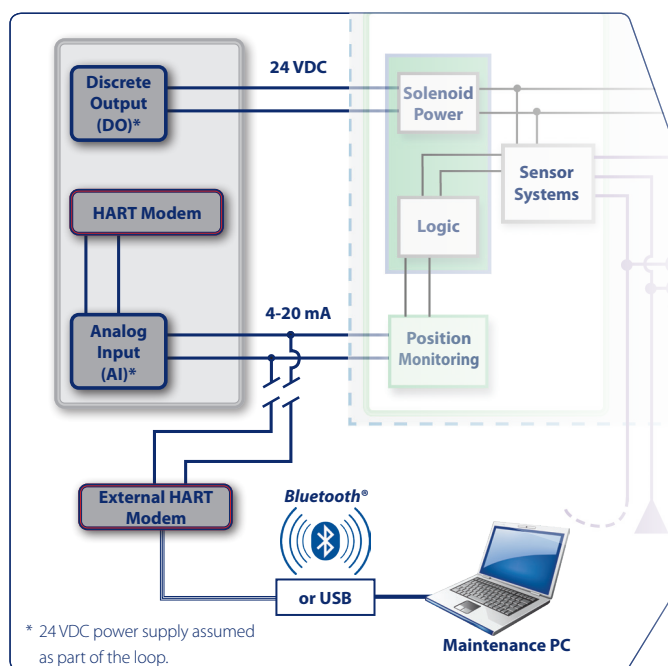 24 VDC
Discrete
Output
(DO)*
Solenoid
Power
Sensor
Systems
HART Modem
Logic
4-20 mA
Analog
Input
(AI)*
Position
Monitoring
External HART
Modem
Bluetooth®
or USB
Maintenance PC
* 24 VDC power supply assumed
as part of the loop.